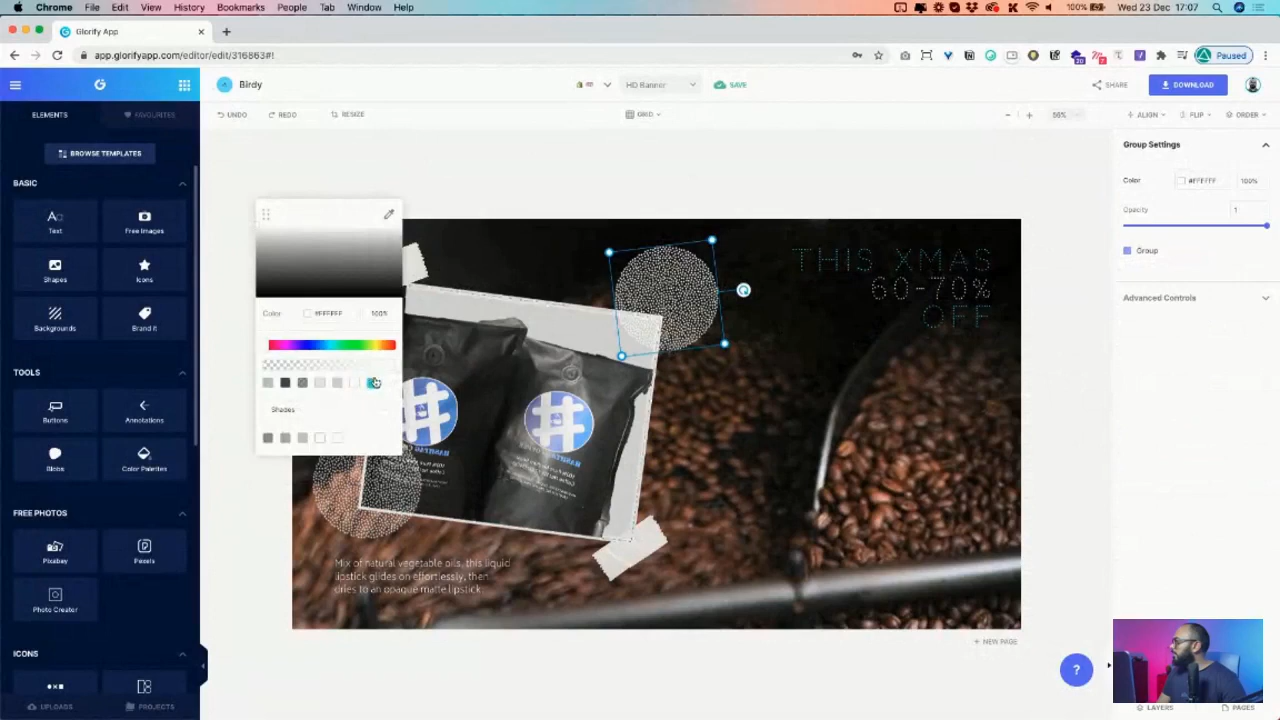 Chrome File Edit View History Bookmarks People Tab Window Help 100% Wed 23 Dec 17:07
Glorify App
app.glorifyapp.com/editor/edit/316863#!
Paused
Birdy
HD Banner
SAVE
SHARE
DOWNLOAD
ELEMENTS
FAVOURITES
UNDO
REDO
RESIZE
GRID
56%
ALIGN
FLIP
ORDER
BROWSE TEMPLATES
BASIC
Text
Free Images
Shapes
Icons
Backgrounds
Brand it
TOOLS
Buttons
Annotations
Blobs
Color Palettes
FREE PHOTOS
Pixabay
Pexels
Photo Creator
ICONS
UPLOADS
PROJECTS
Color #FFFFFF 100%
Shades
THIS XMAS
60-70%
OFF
Mix of natural vegetable oils, this liquid
lipstick glides on effortlessly, then
dries to an opaque matte lipstick
+ NEW PAGE
Group Settings
Color #FFFFFF 100%
Opacity 1
Group
Advanced Controls
?
LAYERS
PAGES